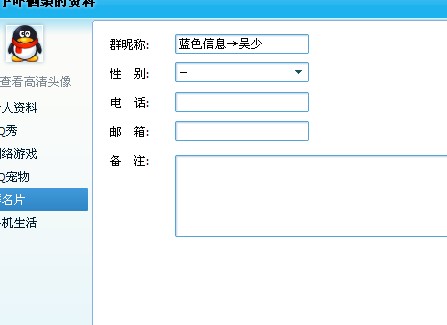 的资料
查看高清头像
人资料
Q秀
网络游戏
Q宠物
名片
机生活
群昵称: 蓝色信息→吴少
性 别: —
电 话:
邮 箱:
备 注: